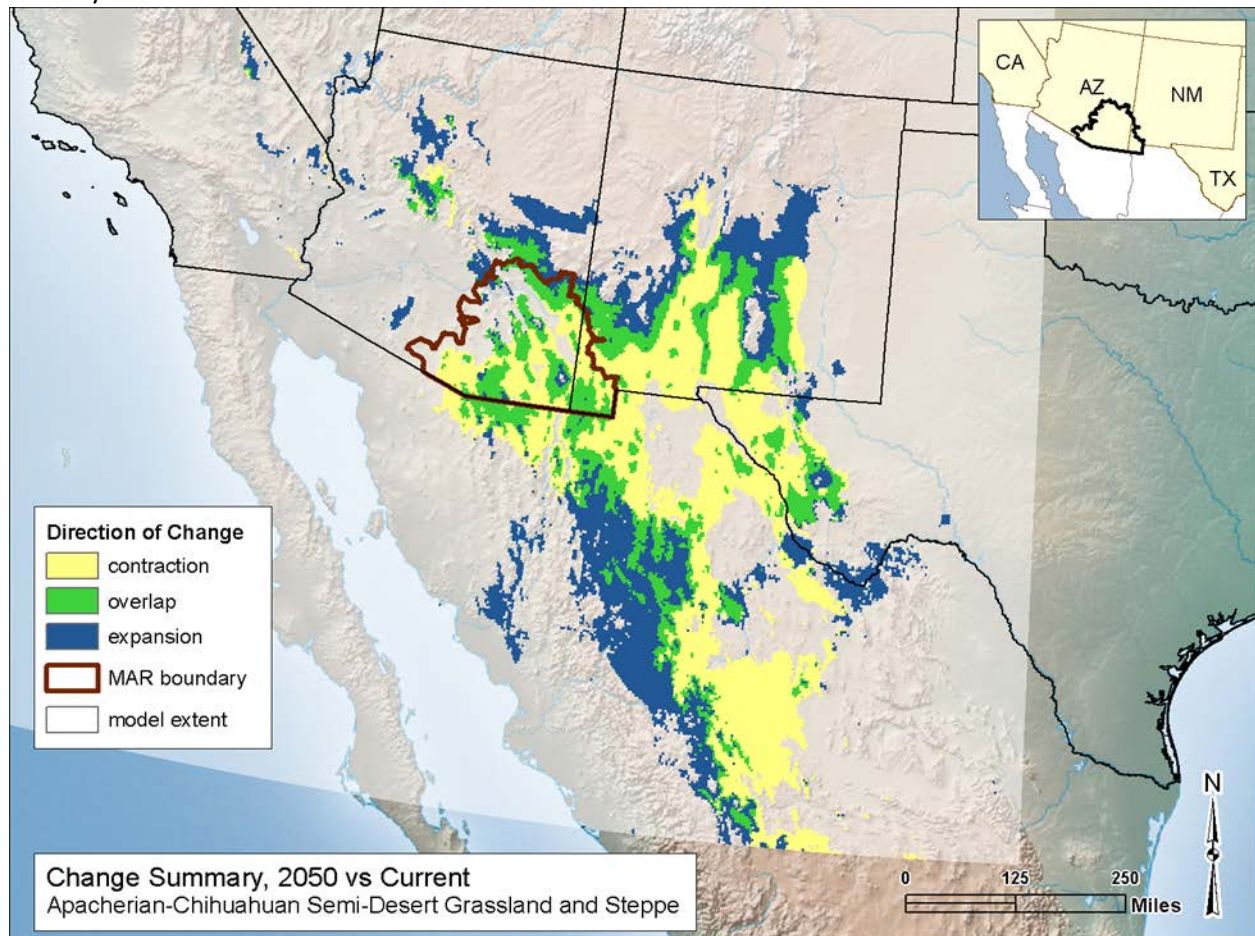 CA
AZ
NM
TX
Direction of Change
contraction
overlap
expansion
MAR boundary
model extent
N
Change Summary, 2050 vs Current
Apacherian-Chihuahuan Semi-Desert Grassland and Steppe
0 125 250
Miles